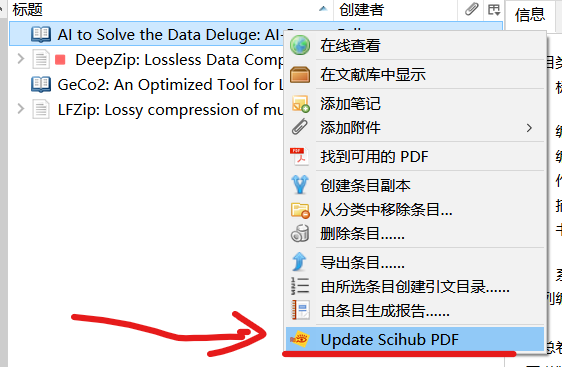 标题
创建者
信息
AI to Solve the Data Deluge: AI-
DeepZip: Lossless Data Comp
GeCo2: An Optimized Tool for L
LFZip: Lossy compression of mu
在线查看
在文献库中显示
添加笔记
添加附件
找到可用的 PDF
创建条目副本
从分类中移除条目...
删除条目......
导出条目......
由所选条目创建引文目录......
由条目生成报告......
Update Scihub PDF